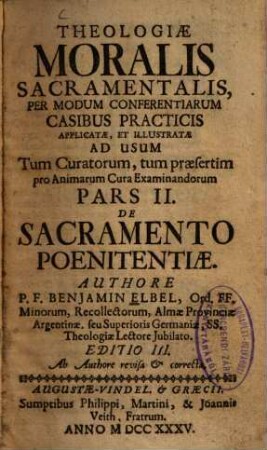 THEOLOGIÆ
MORALIS
SACRAMENTALIS,
PER MODUM CONFERENTIARUM
CASIBUS PRACTICIS
APPLICATÆ, ET ILLUSTRATÆ
AD USUM
Tum Curatorum, tum præsertim
pro Animarum Cura Examinandorum
PARS II.
DE
SACRAMENTO
POENITENTIÆ.
AUTHORE
P. F. BENJAMIN ELBEL, Ord. FF.
Minorum, Recollectorum, Almæ Provinciæ
Argentinæ, seu Superioris Germaniæ, SS.
Theologiæ Lectore Jubilato.
EDITIO III.
Ab Authore revisa & correcta.
AUGUSTÆ-VINDEL. & GRÆCII,
Sumptibus Philippi, Martini, & Joannis
Veith, Fratrum.
ANNO M DCC XXXV.